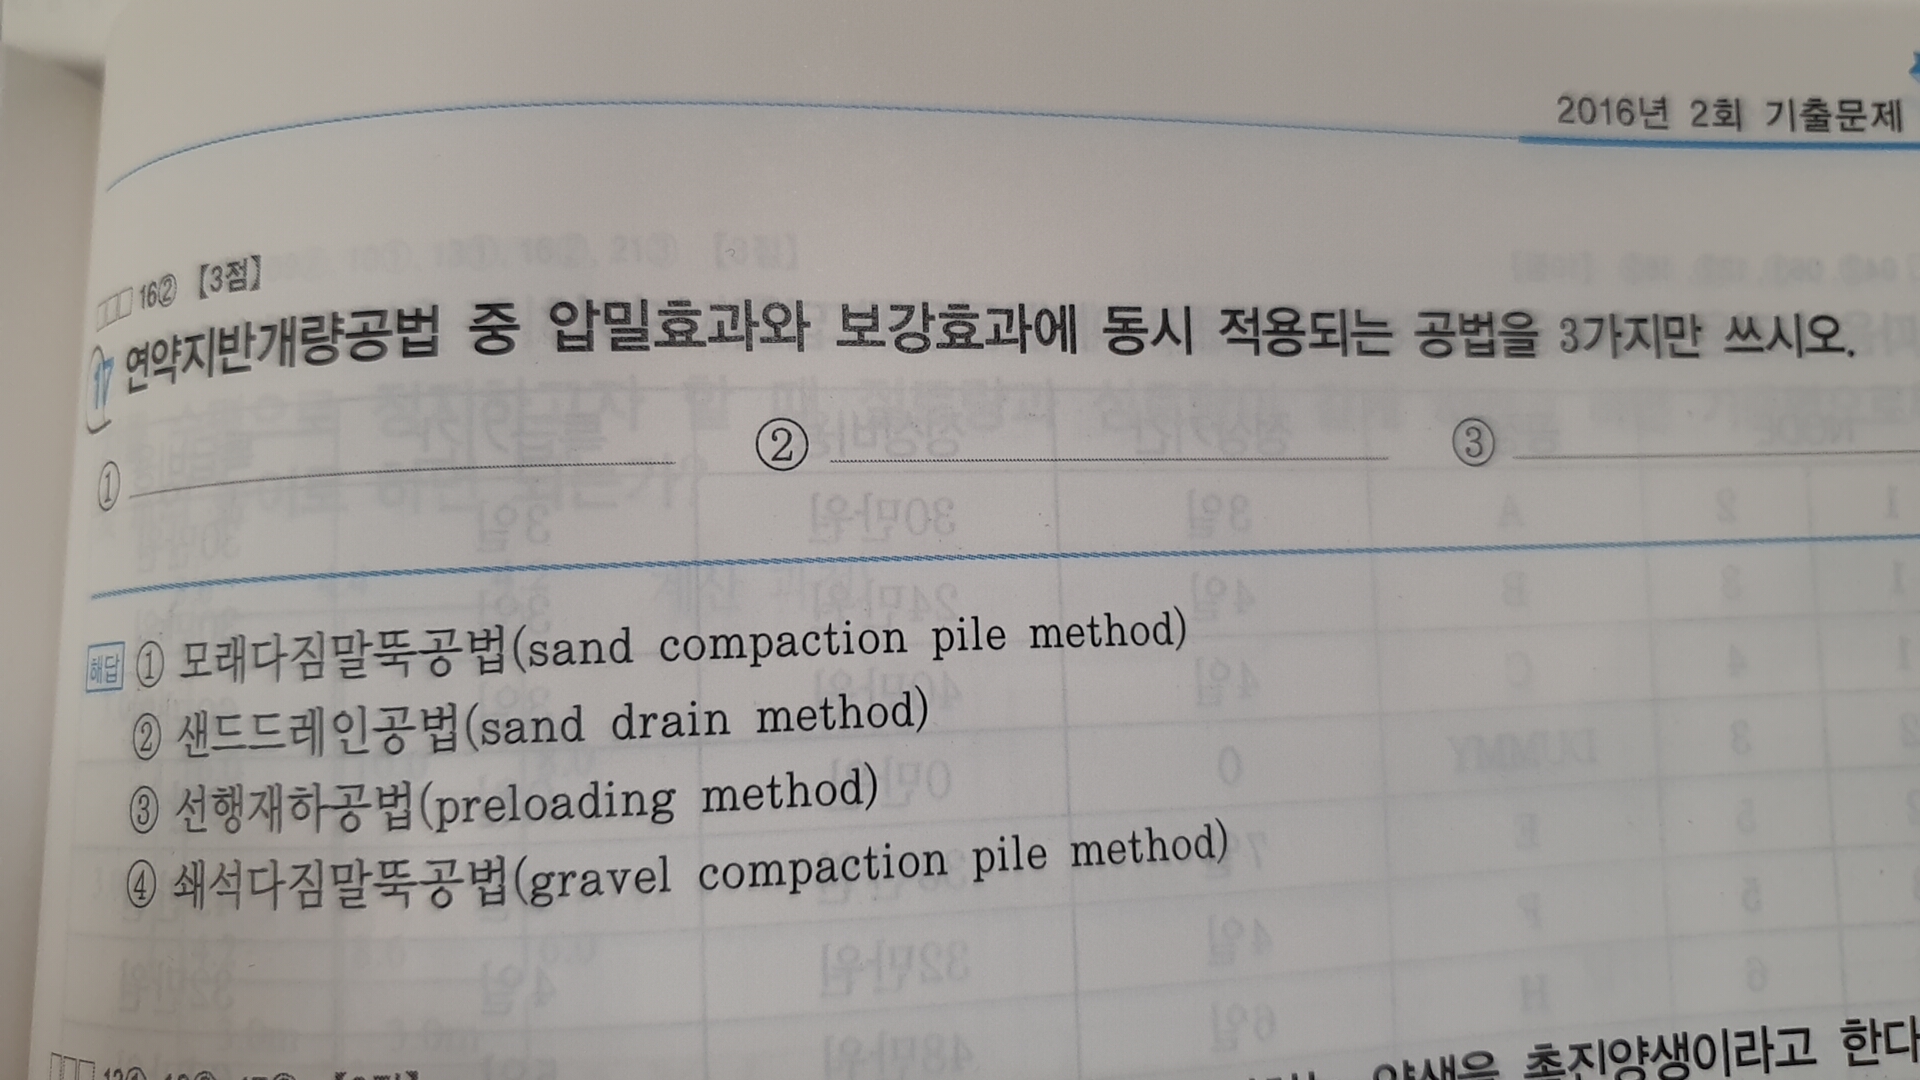 2016년 2회 기출문제
16② 【3점】
17 연약지반개량공법 중 압밀효과와 보강효과에 동시 적용되는 공법을 3가지만 쓰시오.
① ② ③
해답 ① 모래다짐말뚝공법(sand compaction pile method)
② 샌드드레인공법(sand drain method)
③ 선행재하공법(preloading method)
④ 쇄석다짐말뚝공법(gravel compaction pile method)
양생을 촉진양생이라고 한다